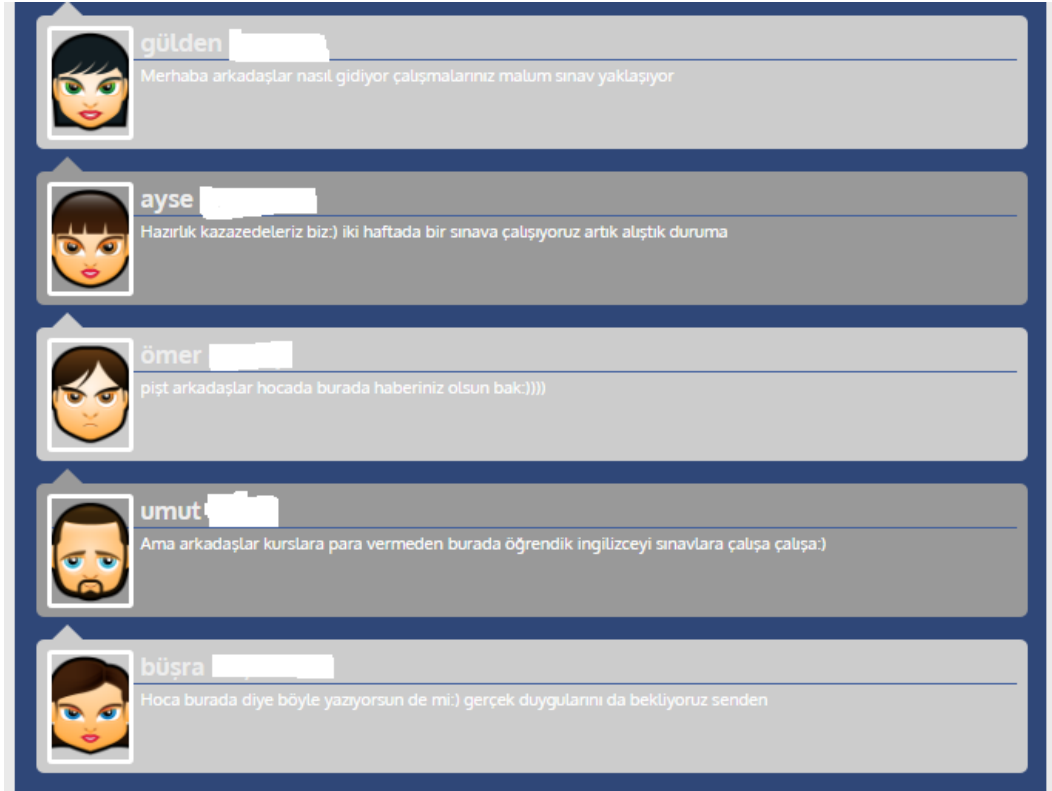 gülden
Merhaba arkadaşlar nasıl gidiyor çalışmalarınız malum sınav yaklaşıyor
ayse
Hazırlık kazazedeleriz biz:) iki haftada bir sınava çalışıyoruz artık alıştık duruma
ömer
pişt arkadaşlar hocada burada haberiniz olsun bak:))))
umut
Ama arkadaşlar kurslara para vermeden burada öğrendik ingilizceyi sınavlara çalışa çalışa:)
büşra
Hoca burada diye böyle yazıyorsun de mi:) gerçek duygularını da bekliyoruz senden